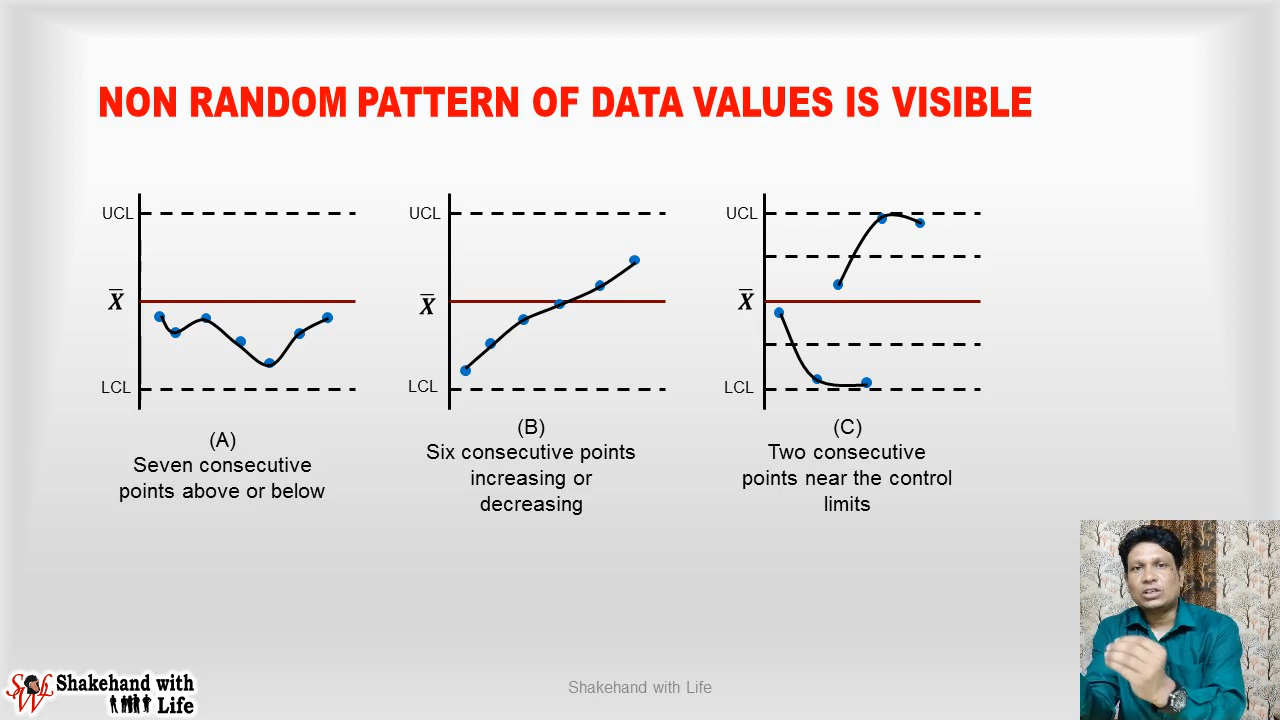 NON RANDOM PATTERN OF DATA VALUES IS VISIBLE
UCL
X̅
LCL
(A)
Seven consecutive
points above or below
UCL
X̅
LCL
(B)
Six consecutive points
increasing or
decreasing
UCL
X̅
LCL
(C)
Two consecutive
points near the control
limits
SWL
Shakehand with
Life
Shakehand with Life